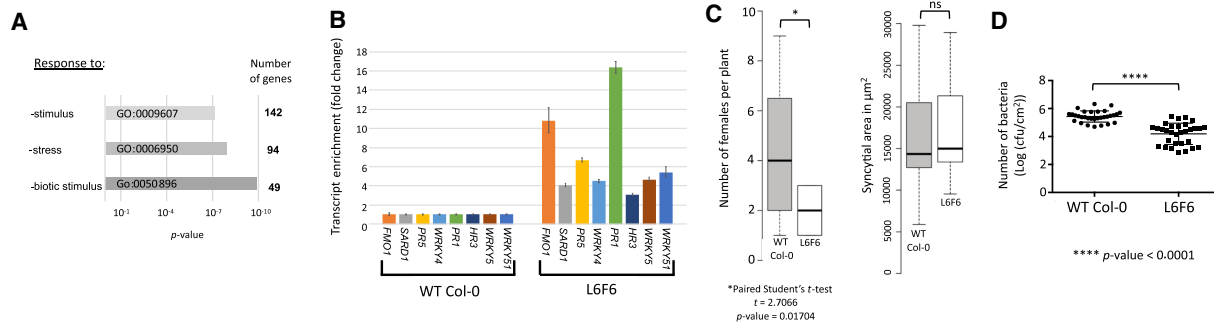 A
Response to:
Number
of genes
-stimulus
GO:0009607
142
-stress
GO:0006950
94
-biotic stimulus
Go:0050896
49
10-1
10-4
10-7
10-10
p-value
B
Transcript enrichment (fold change)
18
16
14
12
10
8
6
4
2
0
FMO1
SARD1
PR5
WRKY4
PR1
HR3
WRKY5
WRKY51
FMO1
SARD1
PR5
WRKY4
PR1
HR3
WRKY5
WRKY51
WT Col-0
L6F6
C
Number of females per plant
10
8
6
4
2
0
*
WT
Col-0
L6F6
*Paired Student's t-test
t = 2.7066
p-value = 0.01704
Syncytial area in μm2
30000
25000
20000
15000
10000
5000
0
ns
WT
Col-0
L6F6
D
Number of bacteria
(Log (cfu/cm2))
8
6
4
2
0
****
WT Col-0
L6F6
**** p-value < 0.0001